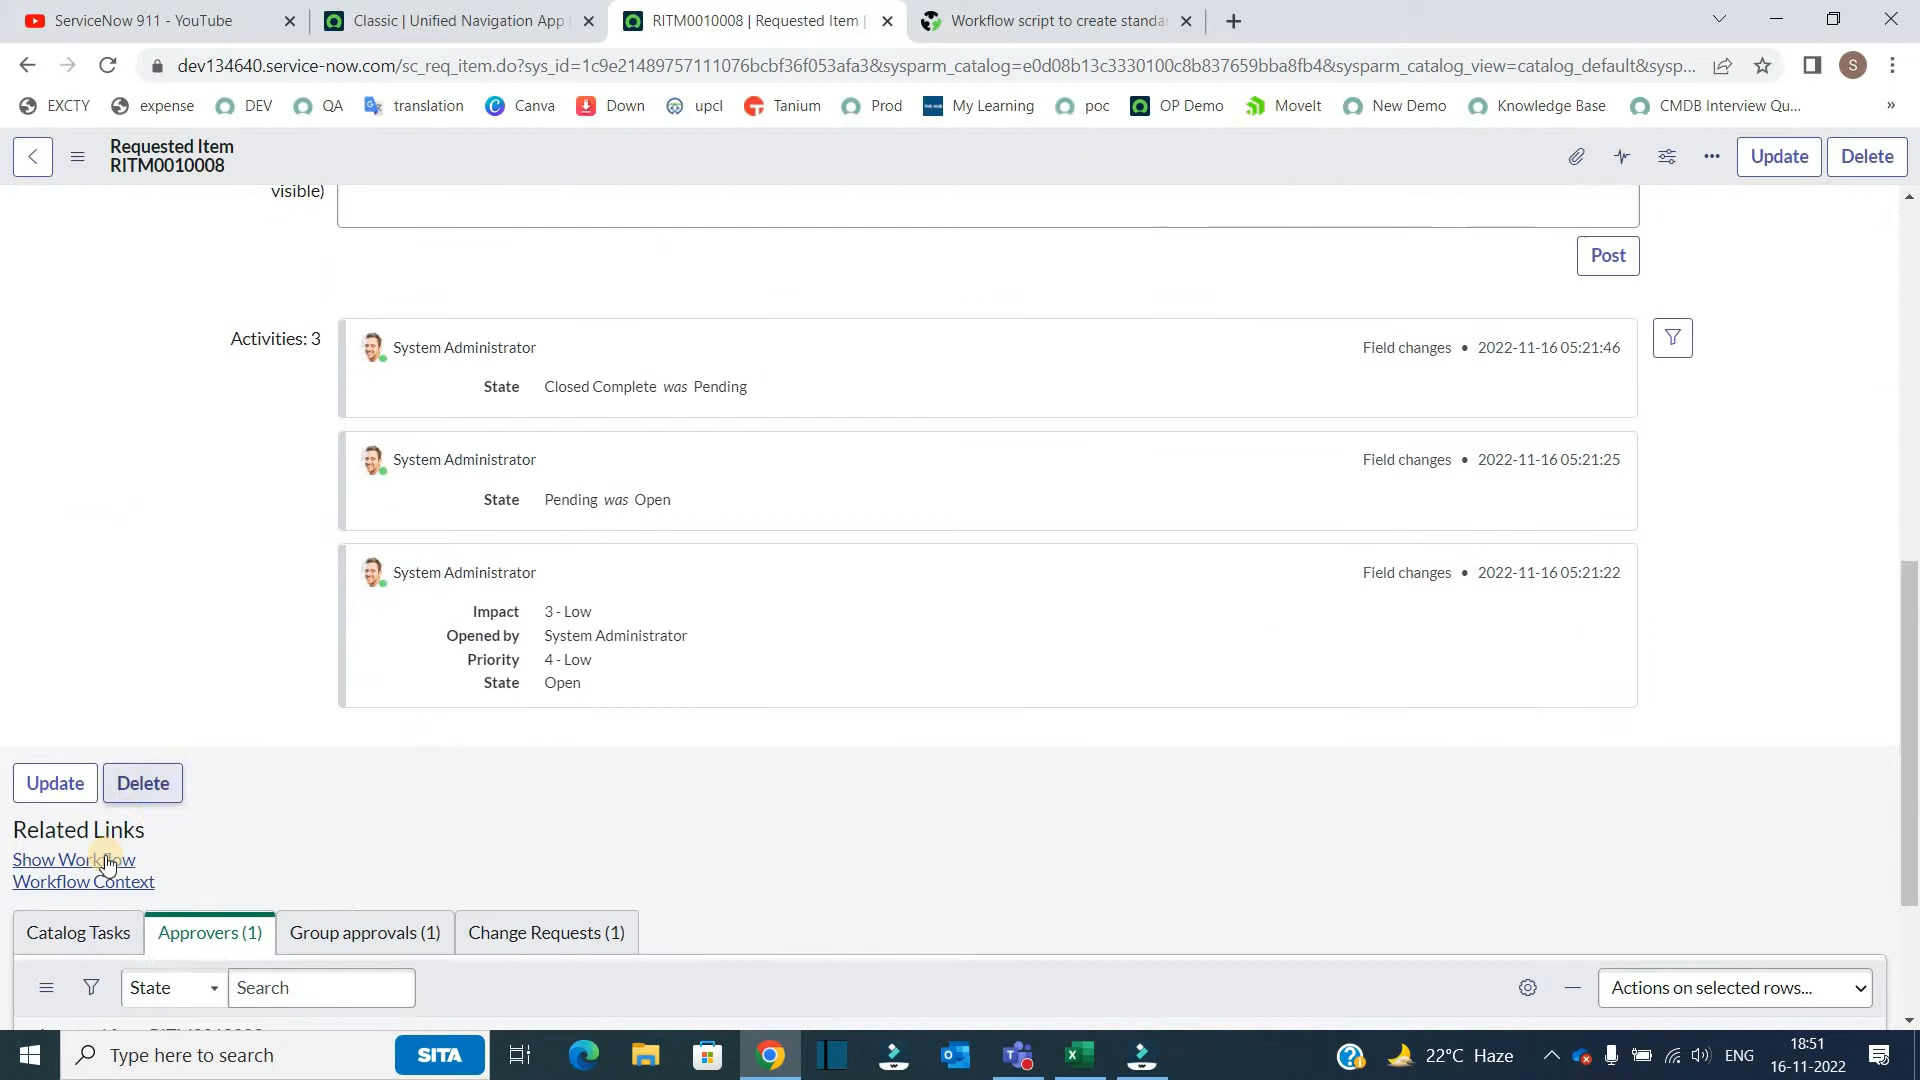 ServiceNow 911 - YouTube
Classic | Unified Navigation App
RITM0010008 | Requested Item |
Workflow script to create standa
dev134640.service-now.com/sc_req_item.do?sys_id=1c9e21489757111076bcbf36f053afa3&sysparm_catalog=e0d08b13c3330100c8b837659bba8fb4&sysparm_catalog_view=catalog_default&sysp...
S
EXCTY
expense
DEV
QA
translation
Canva
Down
upcl
Tanium
Prod
My Learning
poc
OP Demo
MoveIt
New Demo
Knowledge Base
CMDB Interview Qu...
»
Requested Item
RITM0010008
Update
Delete
visible)
Post
Activities: 3
System Administrator
Field changes • 2022-11-16 05:21:46
State Closed Complete was Pending
System Administrator
Field changes • 2022-11-16 05:21:25
State Pending was Open
System Administrator
Field changes • 2022-11-16 05:21:22
Impact 3 - Low
Opened by System Administrator
Priority 4 - Low
State Open
Update
Delete
Related Links
Show Workflow
Workflow Context
Catalog Tasks
Approvers (1)
Group approvals (1)
Change Requests (1)
State
Search
Actions on selected rows...
Type here to search
SITA
22°C Haze
ENG
18:51
16-11-2022